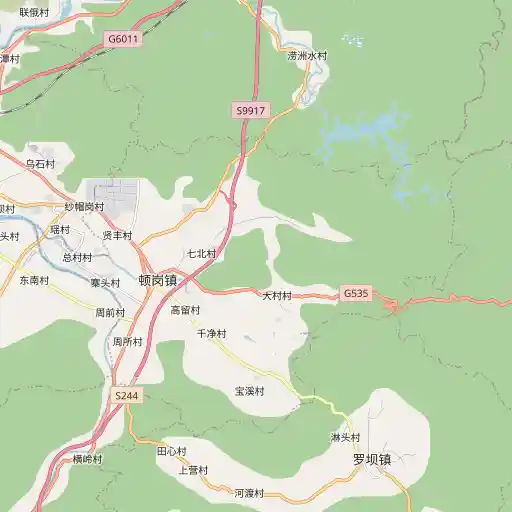 联俄村
G6011
潭村
涝洲水村
S9917
乌石村
纱帽岗村
坝村
瑶村
贤丰村
头村
总村村
七北村
东南村
寨头村
顿岗镇
大村村
G535
周前村
高留村
千净村
周所村
宝溪村
S244
淋头村
田心村
横岭村
罗坝镇
上营村
河渡村